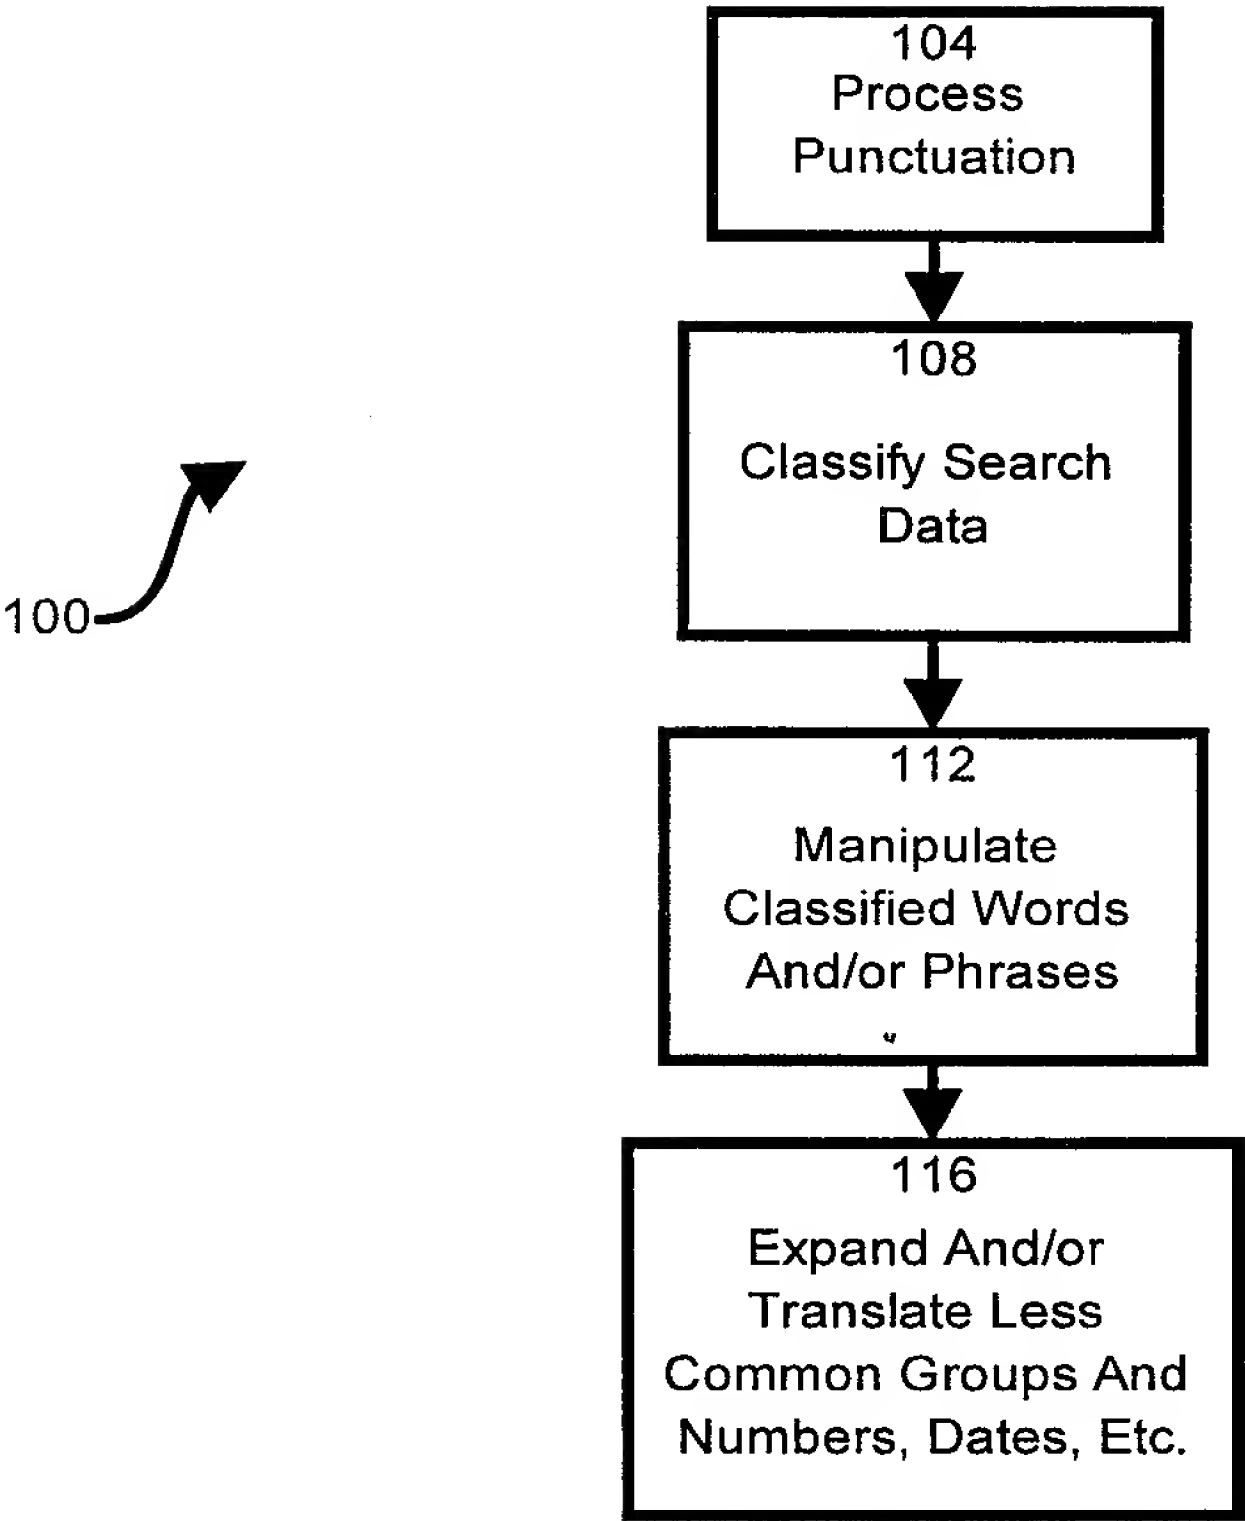 104
Process
Punctuation
108
Classify Search
Data
100
112
Manipulate
Classified Words
And/or Phrases
116
Expand And/or
Translate Less
Common Groups And
Numbers, Dates, Etc.